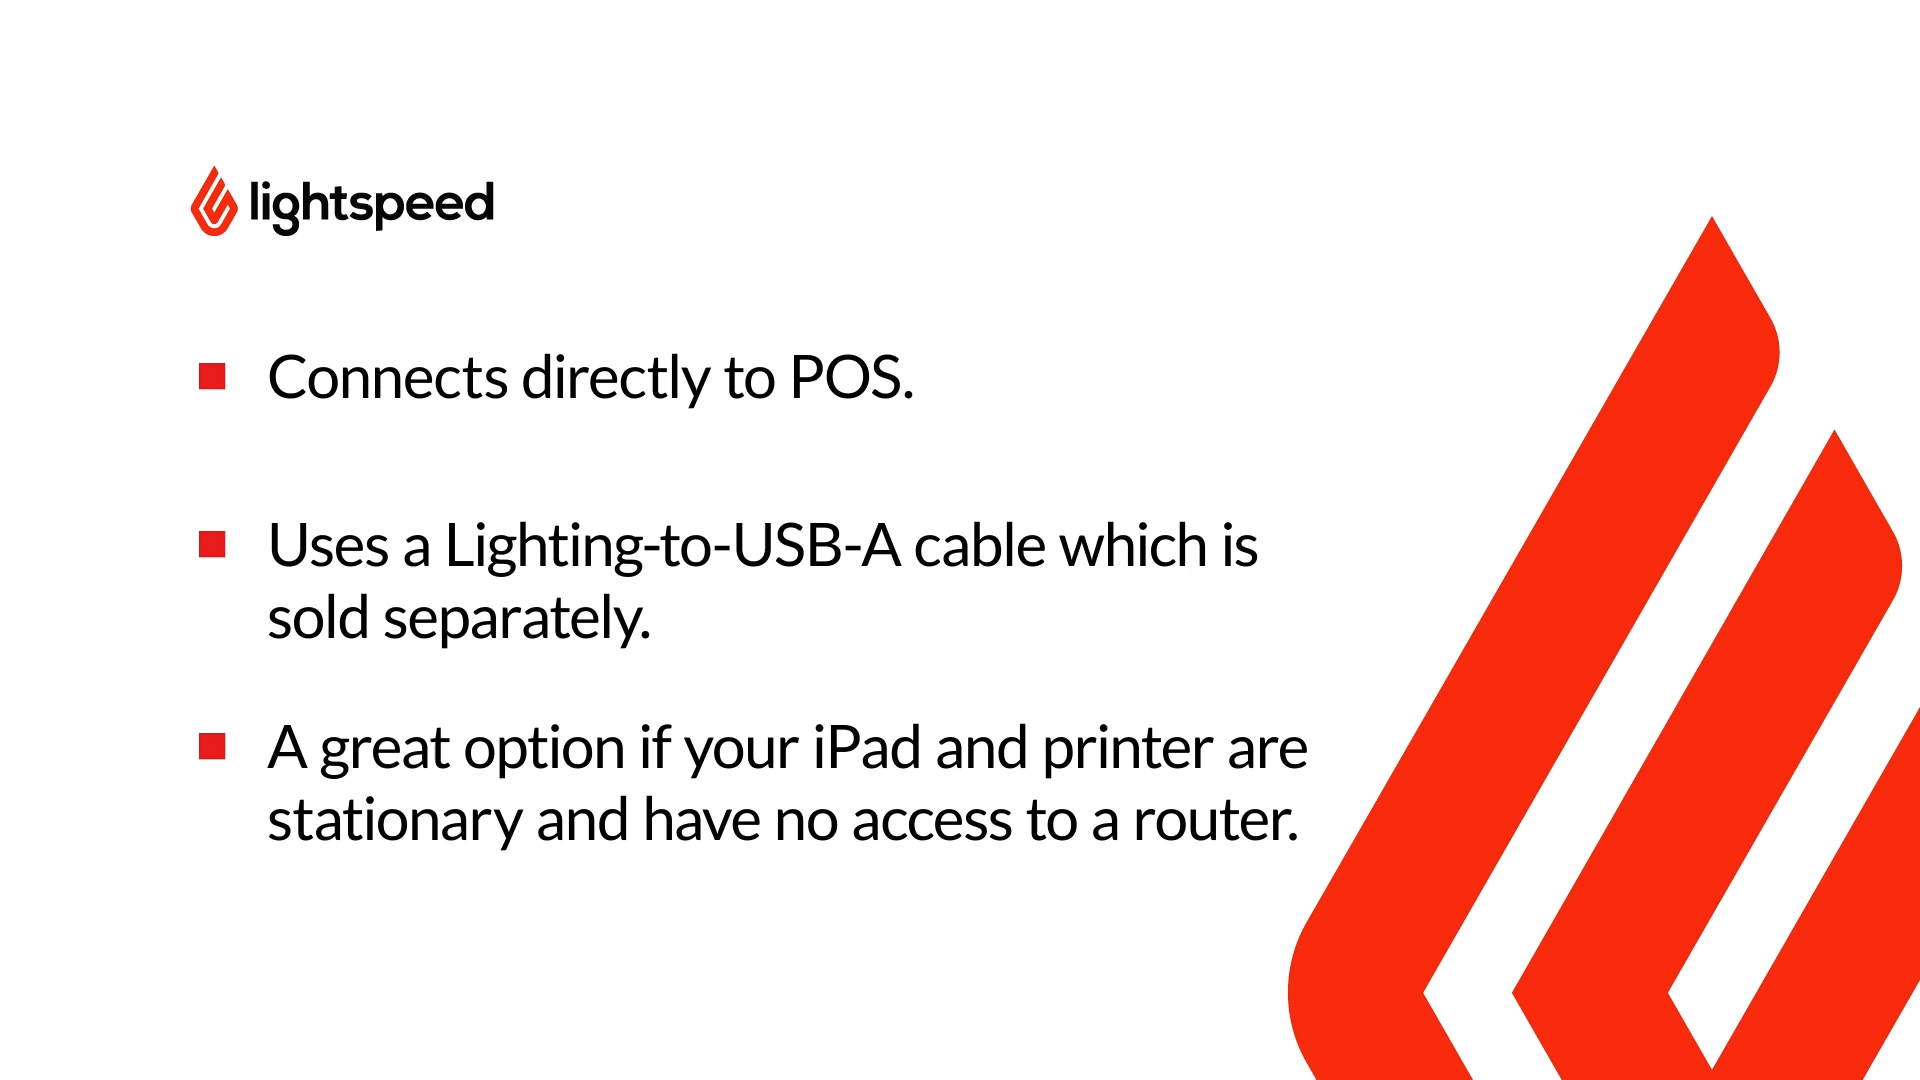 lightspeed
Connects directly to POS.
Uses a Lighting-to-USB-A cable which is
sold separately.
A great option if your iPad and printer are
stationary and have no access to a router.